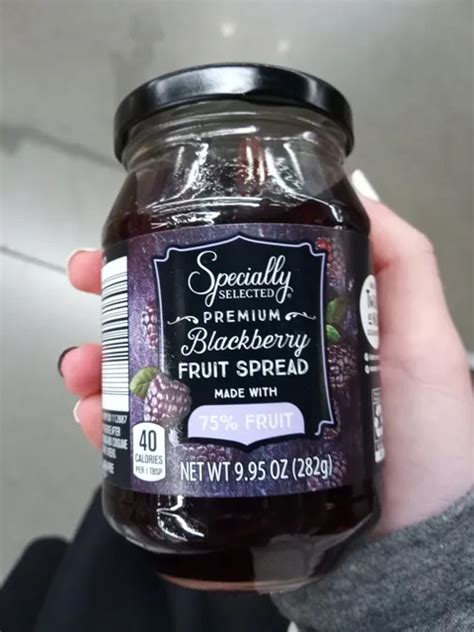 Specially
SELECTED®
PREMIUM
Blackberry
FRUIT SPREAD
MADE WITH
75% FRUIT
40
CALORIES
PER 1 TBSP
NET WT 9.95 OZ (282g)